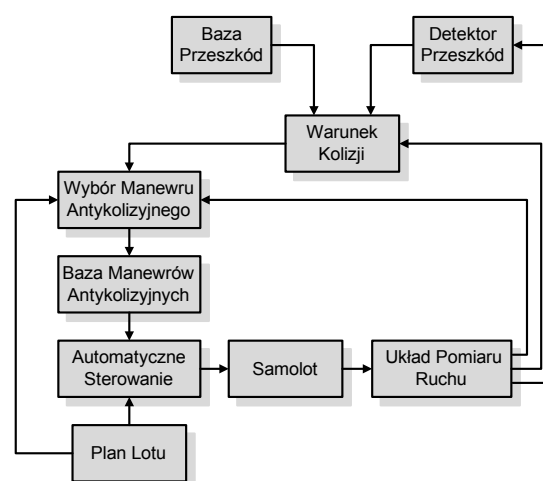 Baza
Przeszkód
Detektor
Przeszkód
Warunek
Kolizji
Wybór Manewru
Antykolizyjnego
Baza Manewrów
Antykolizyjnych
Automatyczne
Sterowanie
Samolot
Układ Pomiaru
Ruchu
Plan Lotu